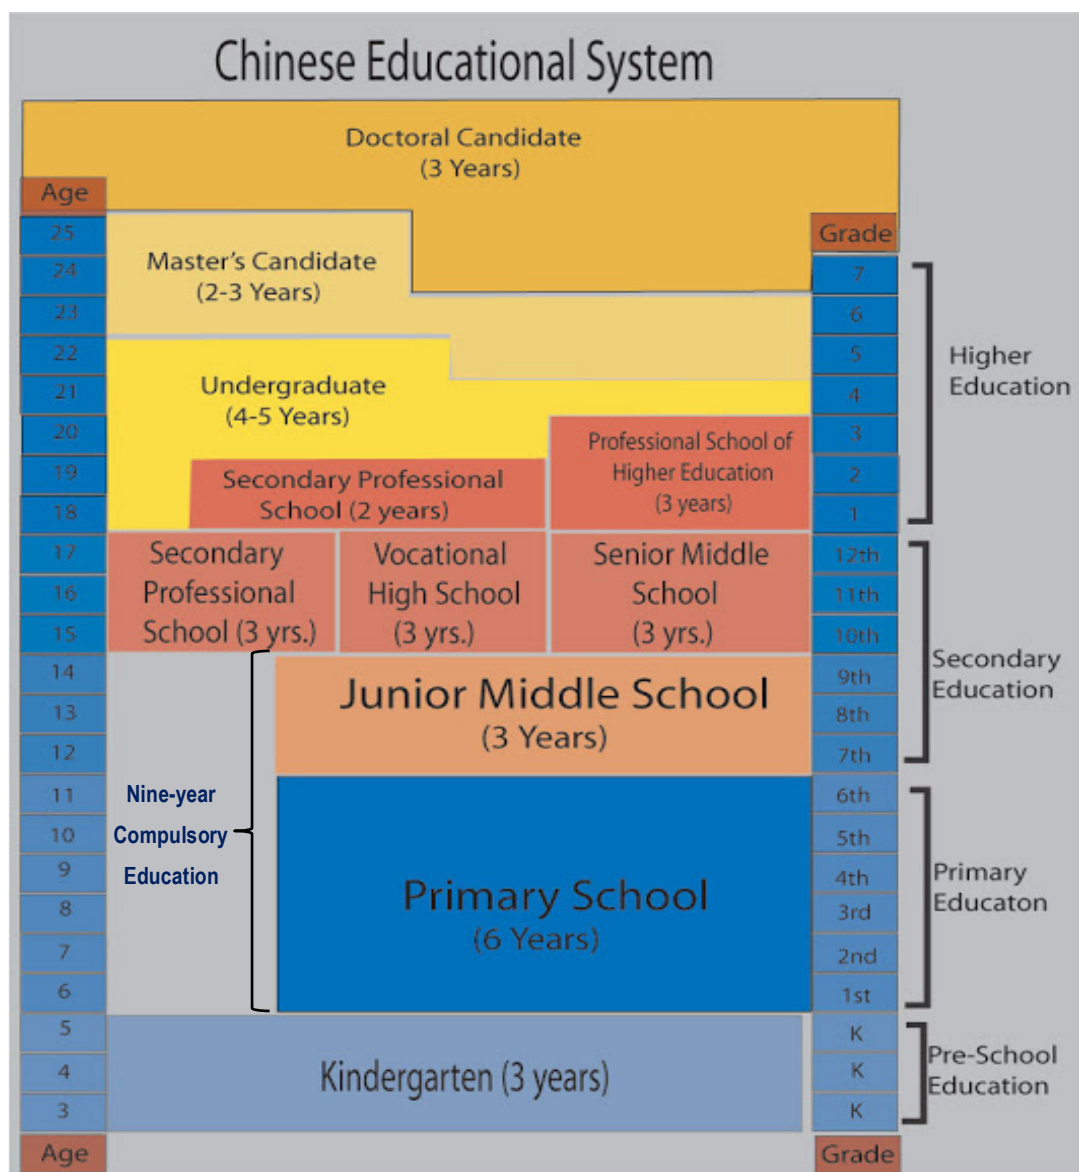 Chinese Educational System
Doctoral Candidate
(3 Years)
Age
25
24
23
22
21
20
19
18
17
16
15
14
13
12
11
10
9
8
7
6
5
4
3
Age
Master's Candidate
(2-3 Years)
Undergraduate
(4-5 Years)
Professional School of
Higher Education
(3 years)
Secondary Professional
School (2 years)
Secondary
Professional
School (3 yrs.)
Vocational
High School
(3 yrs.)
Senior Middle
School
(3 yrs.)
Junior Middle School
(3 Years)
Nine-year
Compulsory
Education
Primary School
(6 Years)
Kindergarten (3 years)
Grade
7
6
5
4
3
2
1
12th
11th
10th
9th
8th
7th
6th
5th
4th
3rd
2nd
1st
K
K
K
Grade
Higher
Education
Secondary
Education
Primary
Educaton
Pre-School
Education